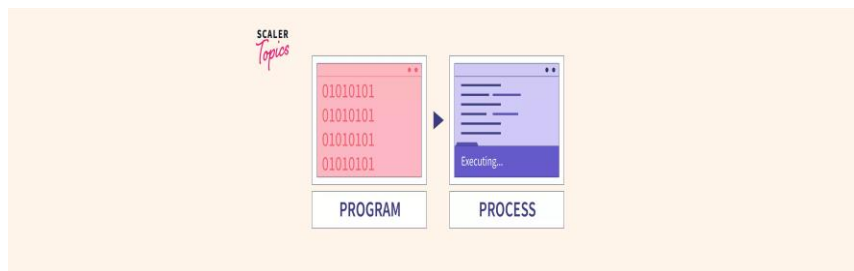 SCALER
Topics
01010101
01010101
01010101
01010101
Executing...
PROGRAM
PROCESS